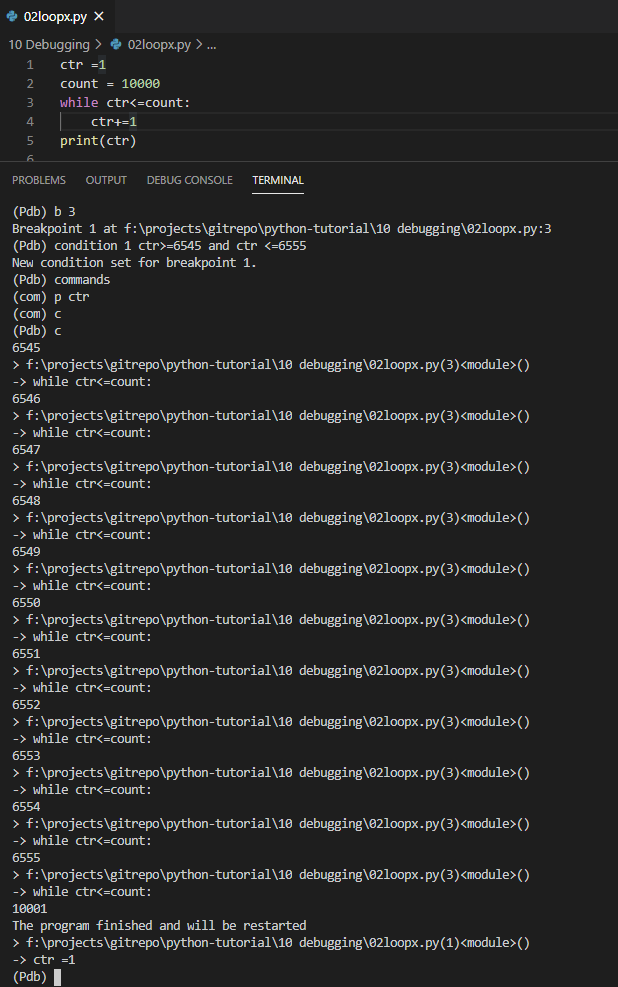 02loopx.py ×
10 Debugging > 02loopx.py > ...
1 ctr =1
2 count = 10000
3 while ctr<=count:
4 ctr+=1
5 print(ctr)
6
PROBLEMS OUTPUT DEBUG CONSOLE TERMINAL
(Pdb) b 3
Breakpoint 1 at f:\projects\gitrepo\python-tutorial\10 debugging\02loopx.py:3
(Pdb) condition 1 ctr>=6545 and ctr <=6555
New condition set for breakpoint 1.
(Pdb) commands
(com) p ctr
(com) c
(Pdb) c
6545
> f:\projects\gitrepo\python-tutorial\10 debugging\02loopx.py(3)<module>()
-> while ctr<=count:
6546
> f:\projects\gitrepo\python-tutorial\10 debugging\02loopx.py(3)<module>()
-> while ctr<=count:
6547
> f:\projects\gitrepo\python-tutorial\10 debugging\02loopx.py(3)<module>()
-> while ctr<=count:
6548
> f:\projects\gitrepo\python-tutorial\10 debugging\02loopx.py(3)<module>()
-> while ctr<=count:
6549
> f:\projects\gitrepo\python-tutorial\10 debugging\02loopx.py(3)<module>()
-> while ctr<=count:
6550
> f:\projects\gitrepo\python-tutorial\10 debugging\02loopx.py(3)<module>()
-> while ctr<=count:
6551
> f:\projects\gitrepo\python-tutorial\10 debugging\02loopx.py(3)<module>()
-> while ctr<=count:
6552
> f:\projects\gitrepo\python-tutorial\10 debugging\02loopx.py(3)<module>()
-> while ctr<=count:
6553
> f:\projects\gitrepo\python-tutorial\10 debugging\02loopx.py(3)<module>()
-> while ctr<=count:
6554
> f:\projects\gitrepo\python-tutorial\10 debugging\02loopx.py(3)<module>()
-> while ctr<=count:
6555
> f:\projects\gitrepo\python-tutorial\10 debugging\02loopx.py(3)<module>()
-> while ctr<=count:
10001
The program finished and will be restarted
> f:\projects\gitrepo\python-tutorial\10 debugging\02loopx.py(1)<module>()
-> ctr =1
(Pdb)